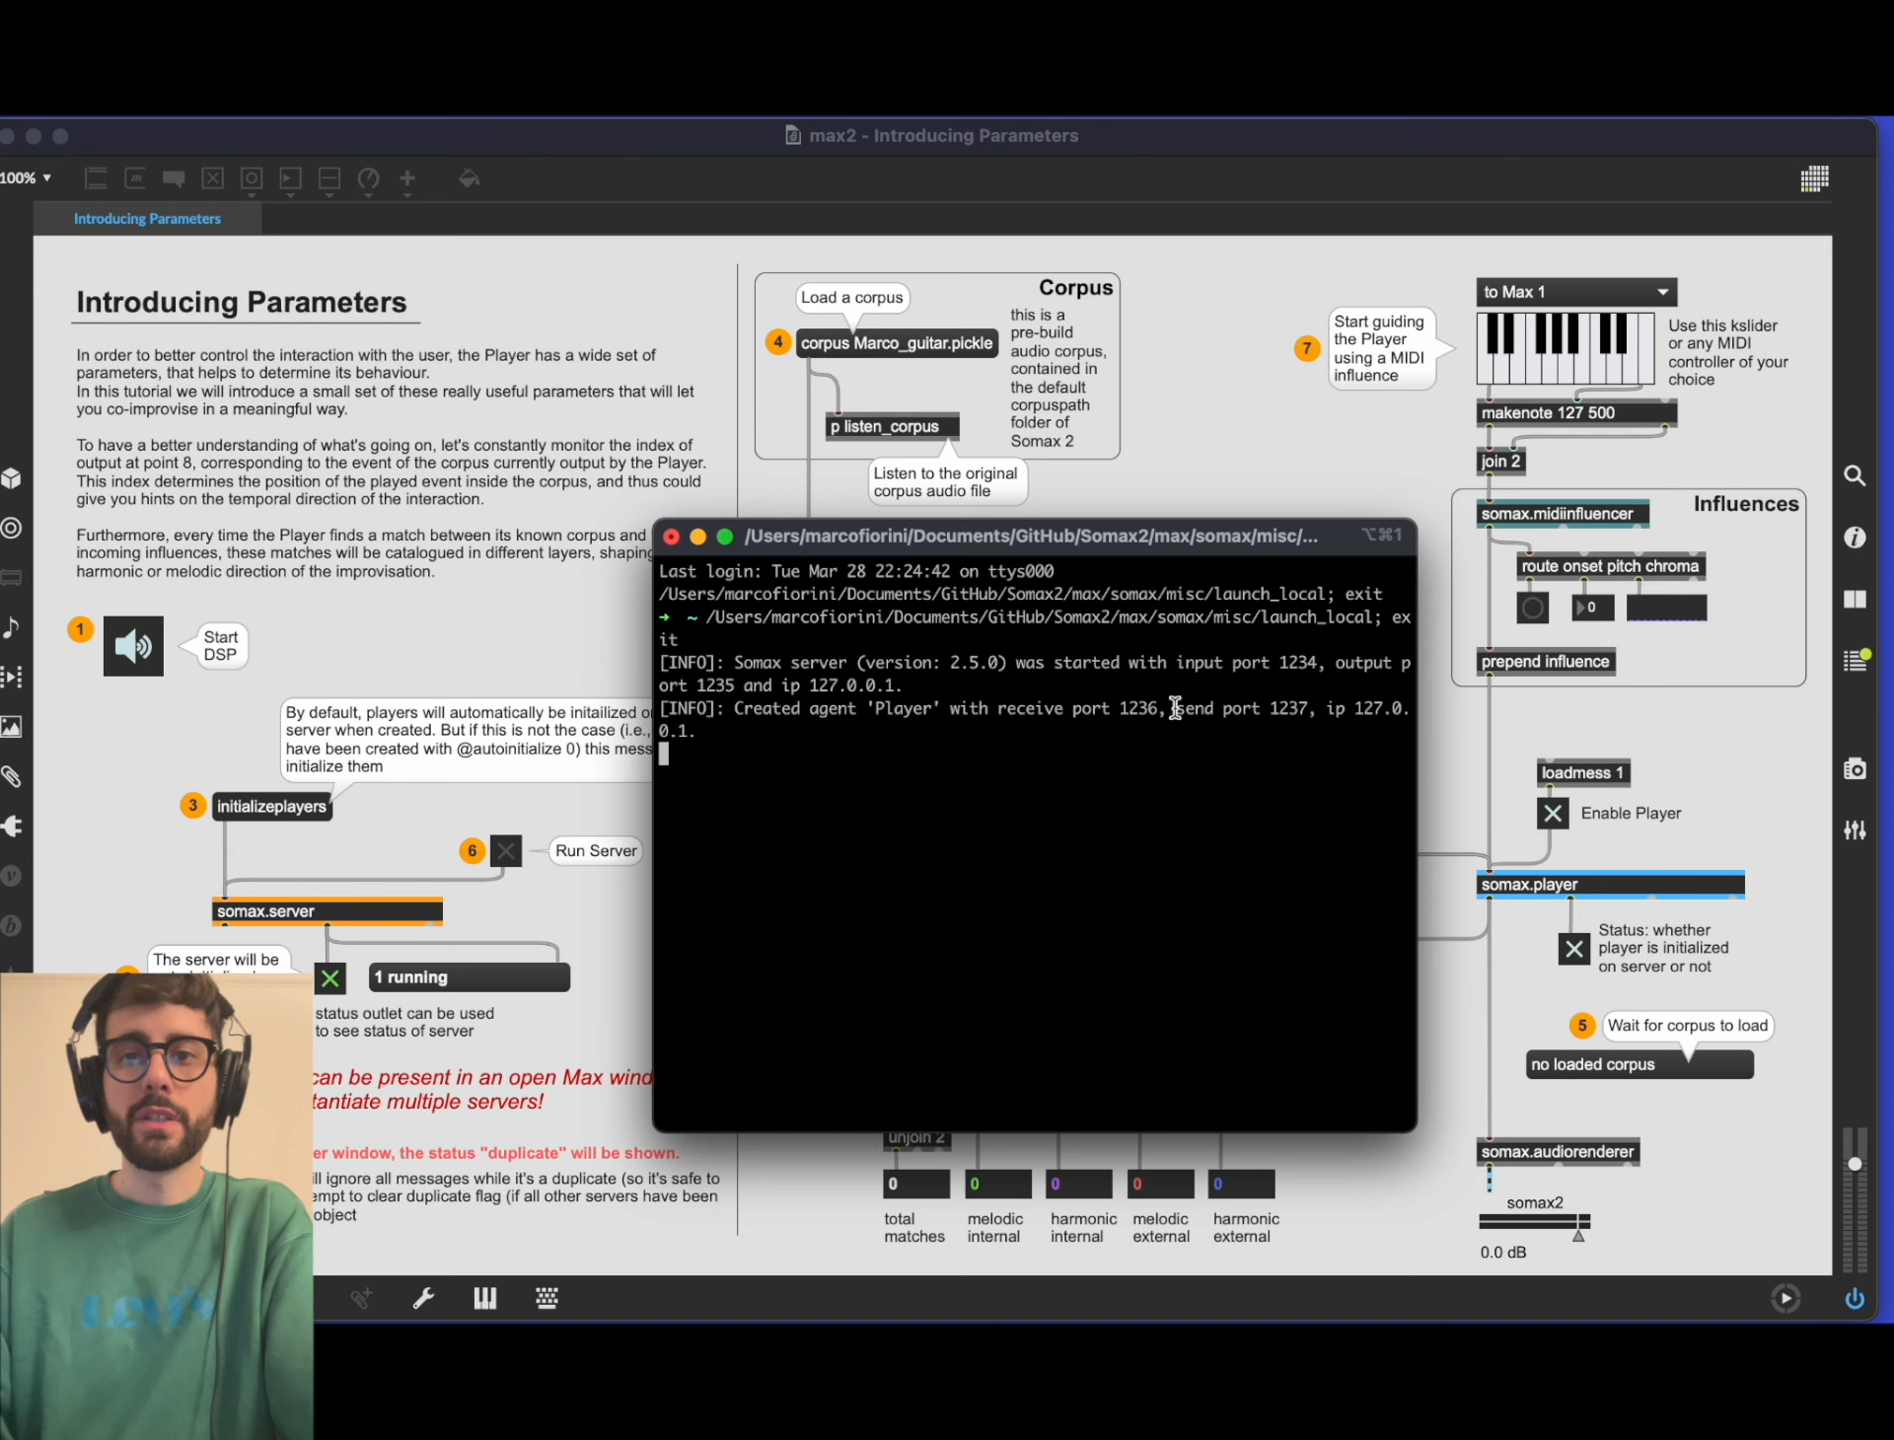 max2 - Introducing Parameters
100%
Introducing Parameters
Introducing Parameters
In order to better control the interaction with the user, the Player has a wide set of
parameters, that helps to determine its behaviour.
In this tutorial we will introduce a small set of these really useful parameters that will let
you co-improvise in a meaningful way.
To have a better understanding of what's going on, let's constantly monitor the index of
output at point 8, corresponding to the event of the corpus currently output by the Player.
This index determines the position of the played event inside the corpus, and thus could
give you hints on the temporal direction of the interaction.
Furthermore, every time the Player finds a match between its known corpus and
incoming influences, these matches will be catalogued in different layers, shaping
harmonic or melodic direction of the improvisation.
1
Start
DSP
By default, players will automatically be initailized
server when created. But if this is not the case (i.e.,
have been created with @autoinitialize 0) this
initialize them
3
initializeplayers
6
Run Server
somax.server
The server will be
1 running
status outlet can be used
to see status of server
can be present in an open Max
multiple servers!
window, the status "duplicate" will be shown.
ignore all messages while it's a duplicate (so it's safe to
to clear duplicate flag (if all other servers have been
object
Corpus
Load a corpus
4
corpus Marco_guitar.pickle
p listen_corpus
Listen to the original
corpus audio file
this is a
pre-build
audio corpus,
contained in
the default
corpuspath
folder of
Somax 2
/Users/marcofiorini/Documents/GitHub/Somax2/max/somax/misc/...
⌥⌘1
Last login: Tue Mar 28 22:24:42 on ttys000
/Users/marcofiorini/Documents/GitHub/Somax2/max/somax/misc/launch_local; exit
➜ ~ /Users/marcofiorini/Documents/GitHub/Somax2/max/somax/misc/launch_local; ex
it
[INFO]: Somax server (version: 2.5.0) was started with input port 1234, output p
ort 1235 and ip 127.0.0.1.
[INFO]: Created agent 'Player' with receive port 1236, send port 1237, ip 127.0.
0.1.
unjoin 2
0
0
0
0
0
total
matches
melodic
internal
harmonic
internal
melodic
external
harmonic
external
to Max 1
7
Start guiding
the Player
using a MIDI
influence
Use this kslider
or any MIDI
controller of your
choice
makenote 127 500
join 2
Influences
somax.midiinfluencer
route onset pitch chroma
0
prepend influence
loadmess 1
Enable Player
somax.player
Status: whether
player is initialized
on server or not
5
Wait for corpus to load
no loaded corpus
somax.audiorenderer
somax2
0.0 dB